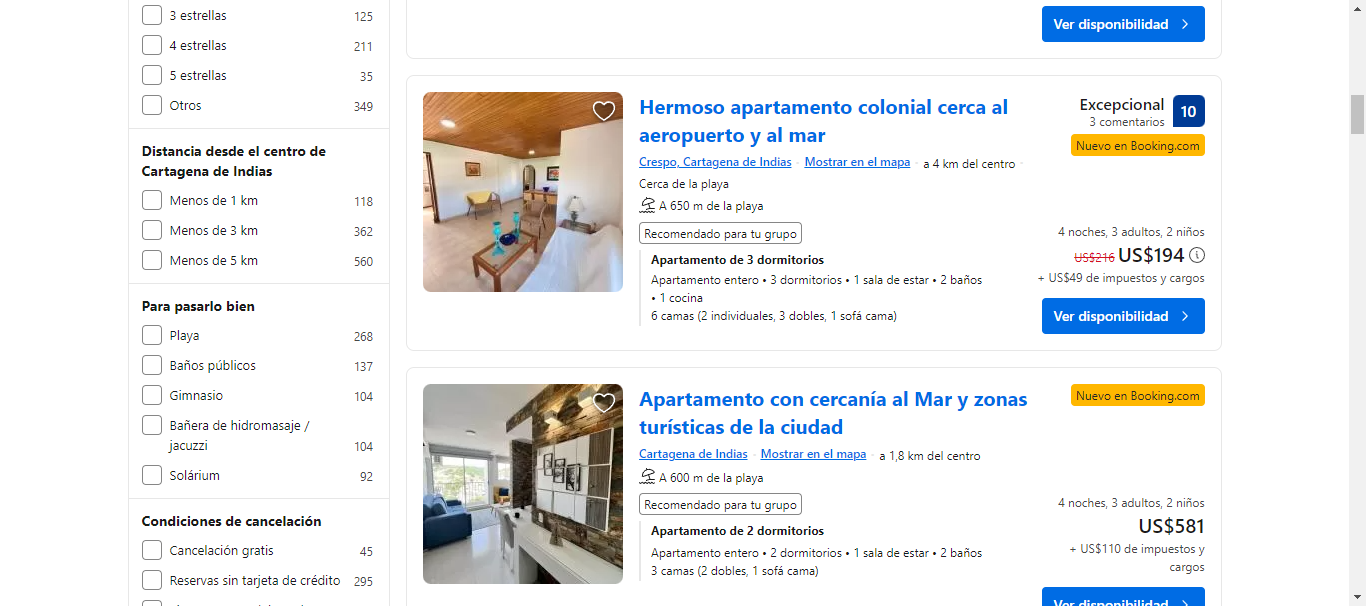 3 estrellas 125
4 estrellas 211
5 estrellas 35
Otros 349
Distancia desde el centro de
Cartagena de Indias
Menos de 1 km 118
Menos de 3 km 362
Menos de 5 km 560
Para pasarlo bien
Playa 268
Baños públicos 137
Gimnasio 104
Bañera de hidromasaje /
jacuzzi 104
Solárium 92
Condiciones de cancelación
Cancelación gratis 45
Reservas sin tarjeta de crédito 295
Ver disponibilidad
Hermoso apartamento colonial cerca al
aeropuerto y al mar
Crespo, Cartagena de Indias · Mostrar en el mapa · a 4 km del centro ·
Cerca de la playa
A 650 m de la playa
Recomendado para tu grupo
Apartamento de 3 dormitorios
Apartamento entero • 3 dormitorios • 1 sala de estar • 2 baños
• 1 cocina
6 camas (2 individuales, 3 dobles, 1 sofá cama)
Excepcional 10
3 comentarios
Nuevo en Booking.com
4 noches, 3 adultos, 2 niños
US$216 US$194
+ US$49 de impuestos y cargos
Ver disponibilidad
Apartamento con cercanía al Mar y zonas
turísticas de la ciudad
Cartagena de Indias · Mostrar en el mapa · a 1,8 km del centro
A 600 m de la playa
Recomendado para tu grupo
Apartamento de 2 dormitorios
Apartamento entero • 2 dormitorios • 1 sala de estar • 2 baños
3 camas (2 dobles, 1 sofá cama)
Nuevo en Booking.com
4 noches, 3 adultos, 2 niños
US$581
+ US$110 de impuestos y
cargos
Ver disponibilidad